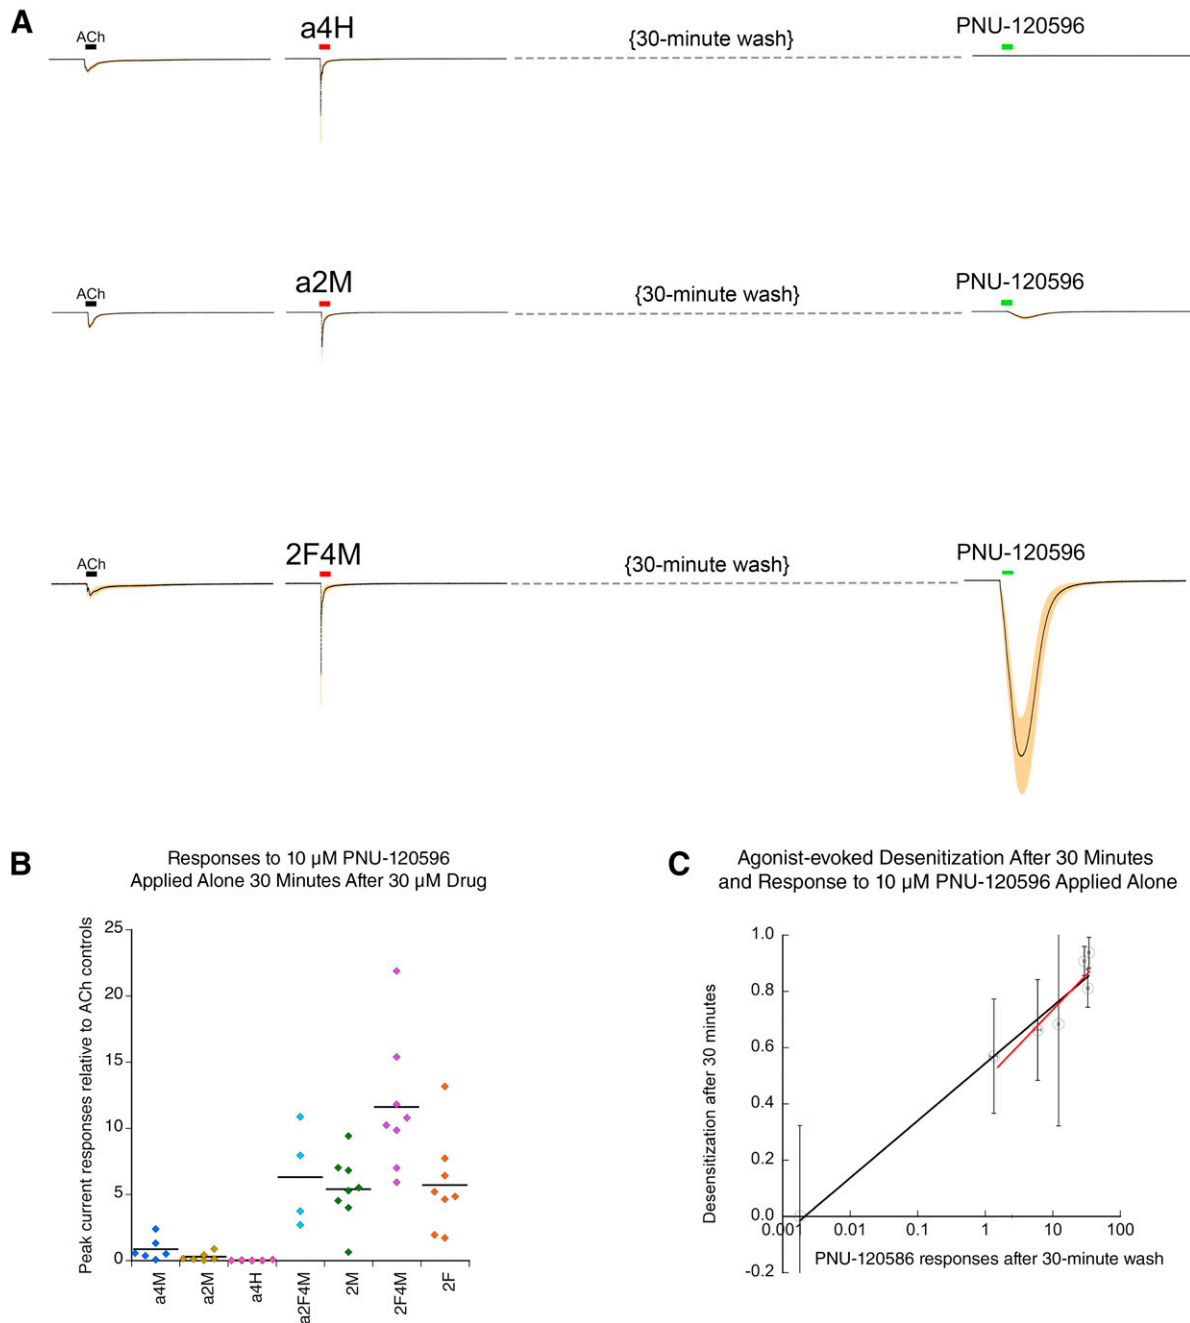 A
ACh
a4H
{30-minute wash}
PNU-120596
ACh
a2M
{30-minute wash}
PNU-120596
ACh
2F4M
{30-minute wash}
PNU-120596
B
Responses to 10 µM PNU-120596
Applied Alone 30 Minutes After 30 µM Drug
Peak current responses relative to ACh controls
25
20
15
10
5
0
a4M
a2M
a4H
a2F4M
2M
2F4M
2F
C
Agonist-evoked Desenitization After 30 Minutes
and Response to 10 µM PNU-120596 Applied Alone
Desensitization after 30 minutes
1.0
0.8
0.6
0.4
0.2
0.0
-0.2
0.001
0.01
0.1
1
10
100
PNU-120586 responses after 30-minute wash